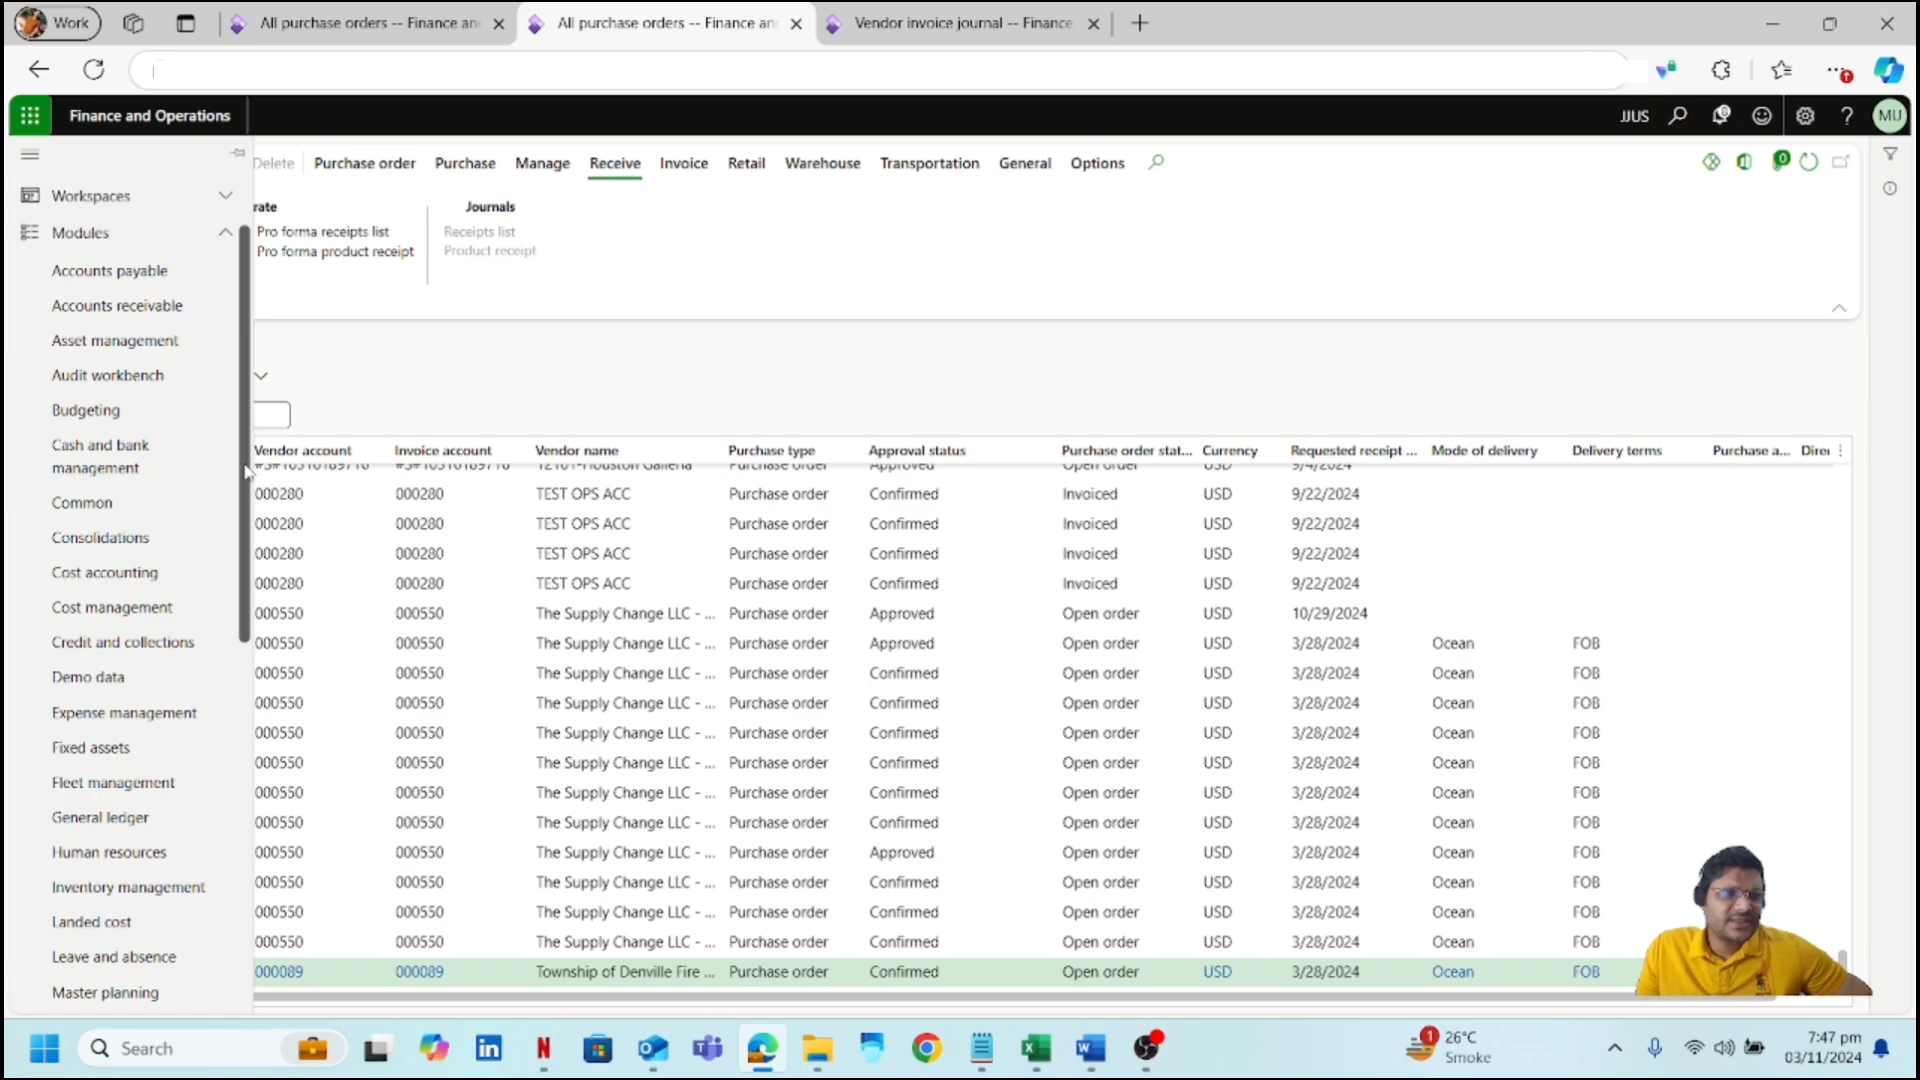 Work
All purchase orders -- Finance an
All purchase orders -- Finance an
Vendor invoice journal -- Finance
Finance and Operations
JJUS
MU
Delete
Purchase order
Purchase
Manage
Receive
Invoice
Retail
Warehouse
Transportation
General
Options
0
Workspaces
Modules
Accounts payable
Accounts receivable
Asset management
Audit workbench
Budgeting
Cash and bank
management
Common
Consolidations
Cost accounting
Cost management
Credit and collections
Demo data
Expense management
Fixed assets
Fleet management
General ledger
Human resources
Inventory management
Landed cost
Leave and absence
Master planning
rate
Journals
Pro forma receipts list
Receipts list
Pro forma product receipt
Product receipt
Vendor account Invoice account Vendor name Purchase type Approval status Purchase order stat... Currency Requested receipt ... Mode of delivery Delivery terms Purchase a... Direc
12161-Houston Galleria Purchase order Approved Open order USD 9/4/2024
000280 000280 TEST OPS ACC Purchase order Confirmed Invoiced USD 9/22/2024
000280 000280 TEST OPS ACC Purchase order Confirmed Invoiced USD 9/22/2024
000280 000280 TEST OPS ACC Purchase order Confirmed Invoiced USD 9/22/2024
000280 000280 TEST OPS ACC Purchase order Confirmed Invoiced USD 9/22/2024
000550 000550 The Supply Change LLC - ... Purchase order Approved Open order USD 10/29/2024
000550 000550 The Supply Change LLC - ... Purchase order Approved Open order USD 3/28/2024 Ocean FOB
000550 000550 The Supply Change LLC - ... Purchase order Confirmed Open order USD 3/28/2024 Ocean FOB
000550 000550 The Supply Change LLC - ... Purchase order Confirmed Open order USD 3/28/2024 Ocean FOB
000550 000550 The Supply Change LLC - ... Purchase order Confirmed Open order USD 3/28/2024 Ocean FOB
000550 000550 The Supply Change LLC - ... Purchase order Confirmed Open order USD 3/28/2024 Ocean FOB
000550 000550 The Supply Change LLC - ... Purchase order Confirmed Open order USD 3/28/2024 Ocean FOB
000550 000550 The Supply Change LLC - ... Purchase order Confirmed Open order USD 3/28/2024 Ocean FOB
000550 000550 The Supply Change LLC - ... Purchase order Approved Open order USD 3/28/2024 Ocean FOB
000550 000550 The Supply Change LLC - ... Purchase order Confirmed Open order USD 3/28/2024 Ocean FOB
000550 000550 The Supply Change LLC - ... Purchase order Confirmed Open order USD 3/28/2024 Ocean FOB
000550 000550 The Supply Change LLC - ... Purchase order Confirmed Open order USD 3/28/2024 Ocean FOB
000089 000089 Township of Denville Fire ... Purchase order Confirmed Open order USD 3/28/2024 Ocean FOB
Search
1
26°C
Smoke
7:47 pm
03/11/2024